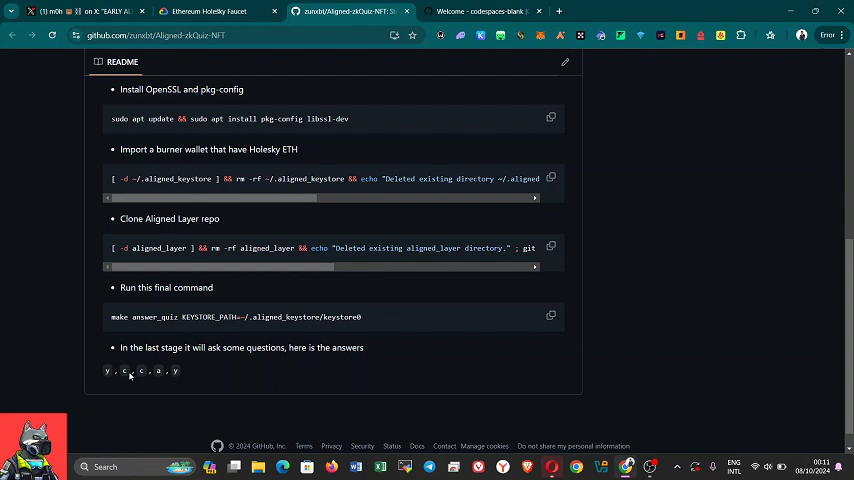 m0h on X: "EARLY AL
Ethereum Holešky Faucet
zunxbt/Aligned-zkQuiz-NFT: St
Welcome - codespaces-blank [C
github.com/zunxbt/Aligned-zkQuiz-NFT
Error
README
Install OpenSSL and pkg-config
sudo apt update && sudo apt install pkg-config libssl-dev
Import a burner wallet that have Holesky ETH
[ -d ~/.aligned_keystore ] && rm -rf ~/.aligned_keystore && echo "Deleted existing directory ~/.aligned
Clone Aligned Layer repo
[ -d aligned_layer ] && rm -rf aligned_layer && echo "Deleted existing aligned_layer directory." ; git
Run this final command
make answer_quiz KEYSTORE_PATH=~/.aligned_keystore/keystore0
In the last stage it will ask some questions, here is the answers
y , c , c , a , y
© 2024 GitHub, Inc. Terms Privacy Security Status Docs Contact Manage cookies Do not share my personal information
Search
ENG
INTL
00:11
08/10/2024